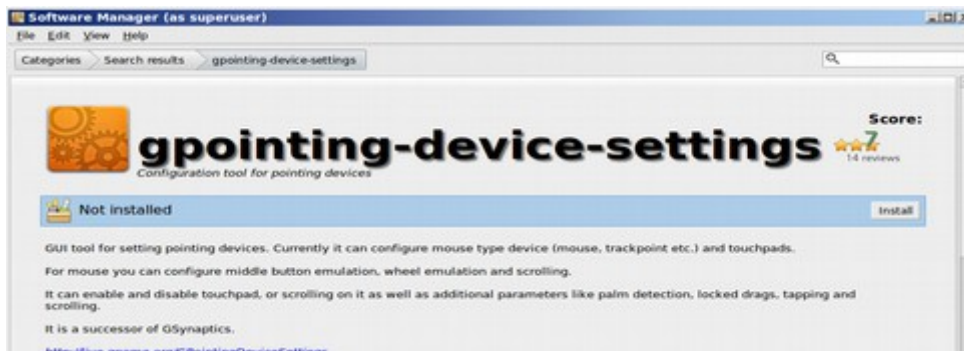 Software Manager (as superuser)
File Edit View Help
Categories Search results gpointing-device-settings
Score:
gpointing-device-settings
7
14 reviews
Configuration tool for pointing devices
Not installed
Install
GUI tool for setting pointing devices. Currently it can configure mouse type device (mouse, trackpoint etc.) and touchpads.
For mouse you can configure middle button emulation, wheel emulation and scrolling.
It can enable and disable touchpad, or scrolling on it as well as additional parameters like palm detection, locked drags, tapping and
scrolling.
It is a successor of GSynaptics.